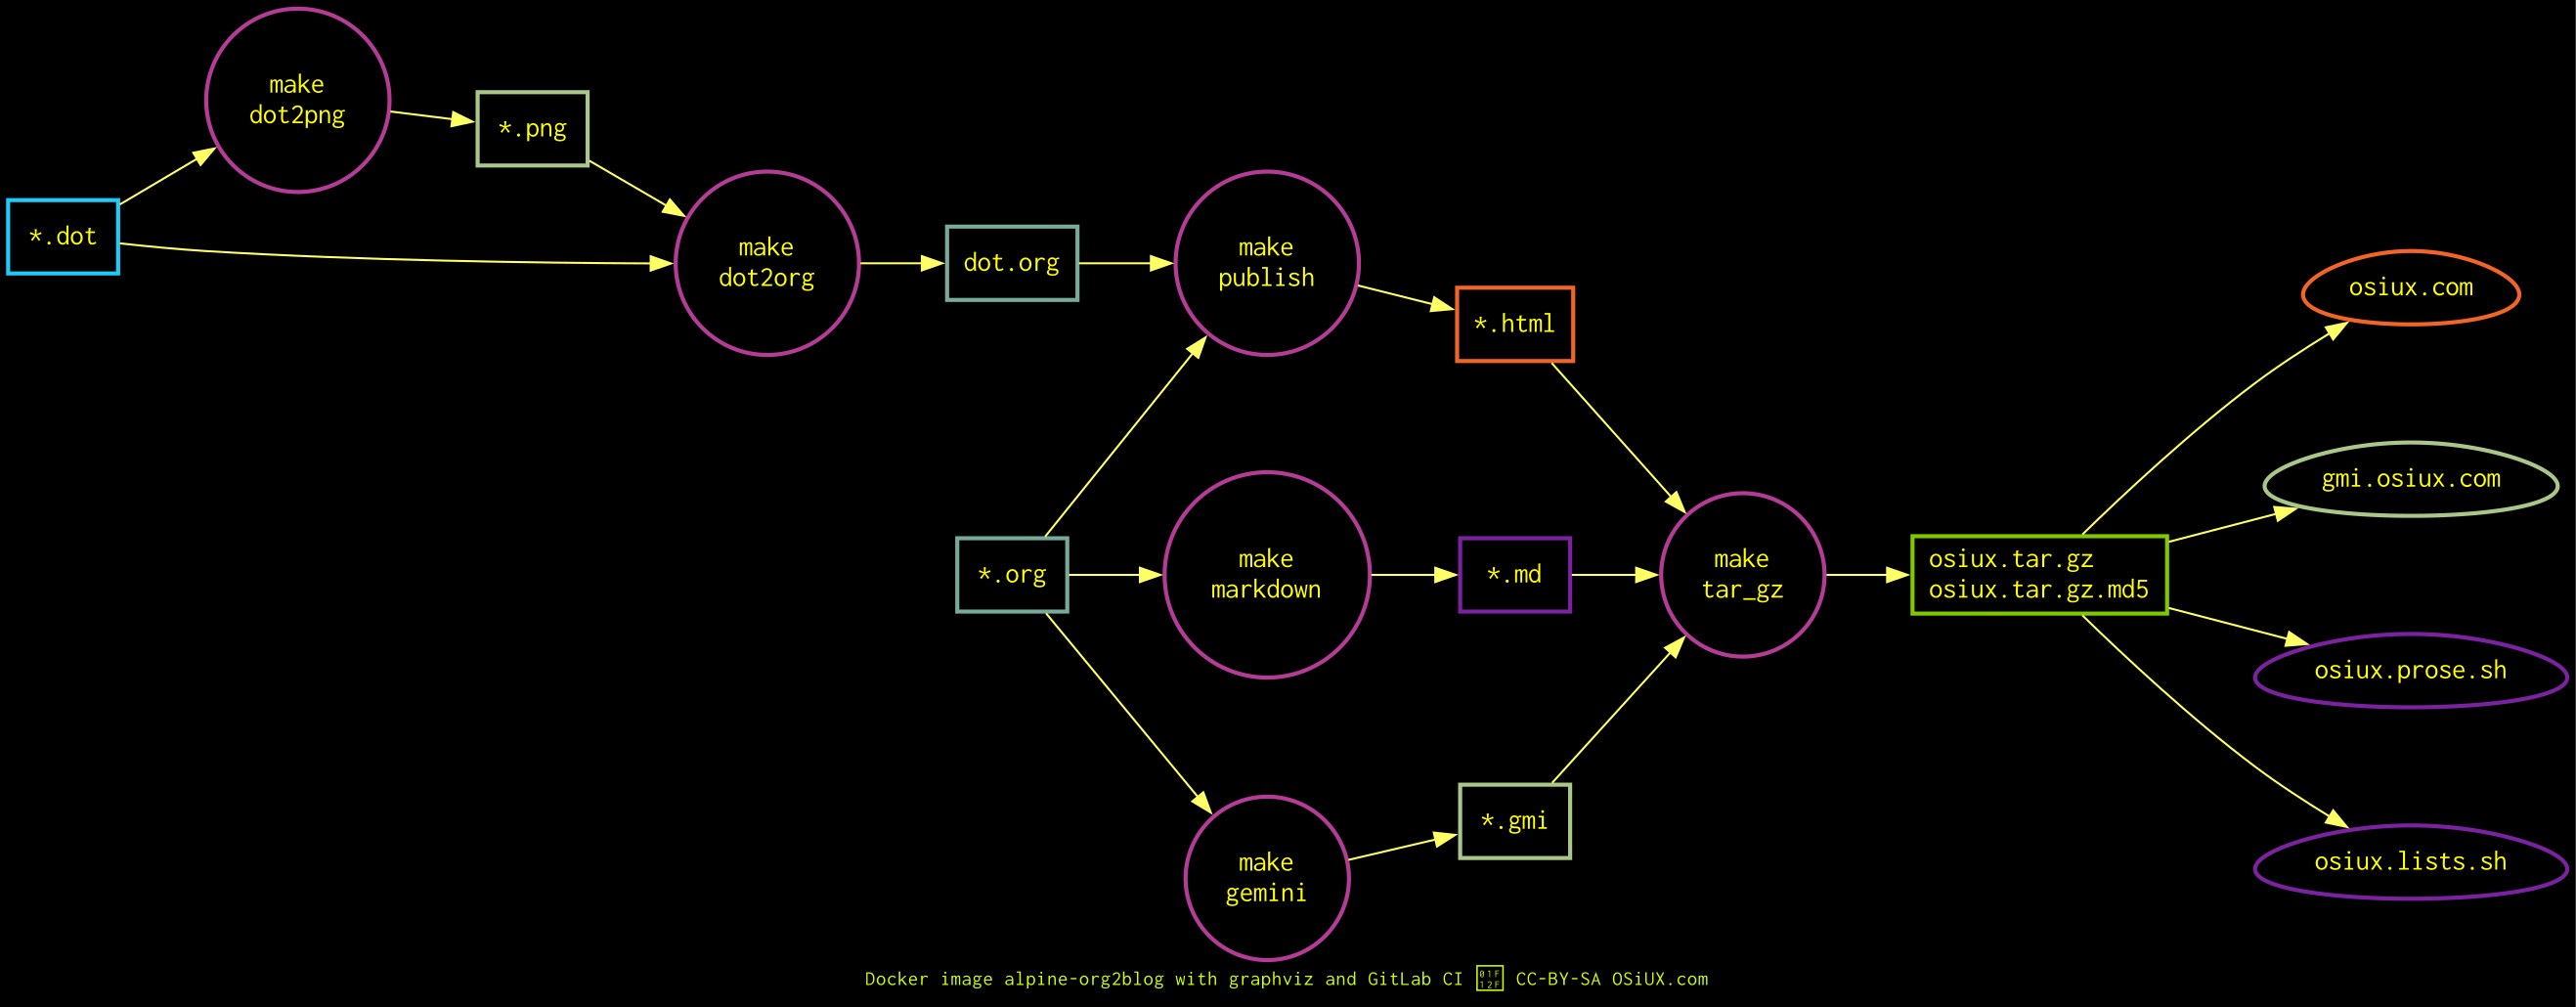 make
dot2png
*.png
*.dot
make
dot2org
dot.org
make
publish
*.html
osiux.com
gmi.osiux.com
*.org
make
markdown
*.md
make
tar_gz
osiux.tar.gz
osiux.tar.gz.md5
osiux.prose.sh
*.gmi
make
gemini
osiux.lists.sh
Docker image alpine-org2blog with graphviz and GitLab CI 🄯 CC-BY-SA OSiUX.com